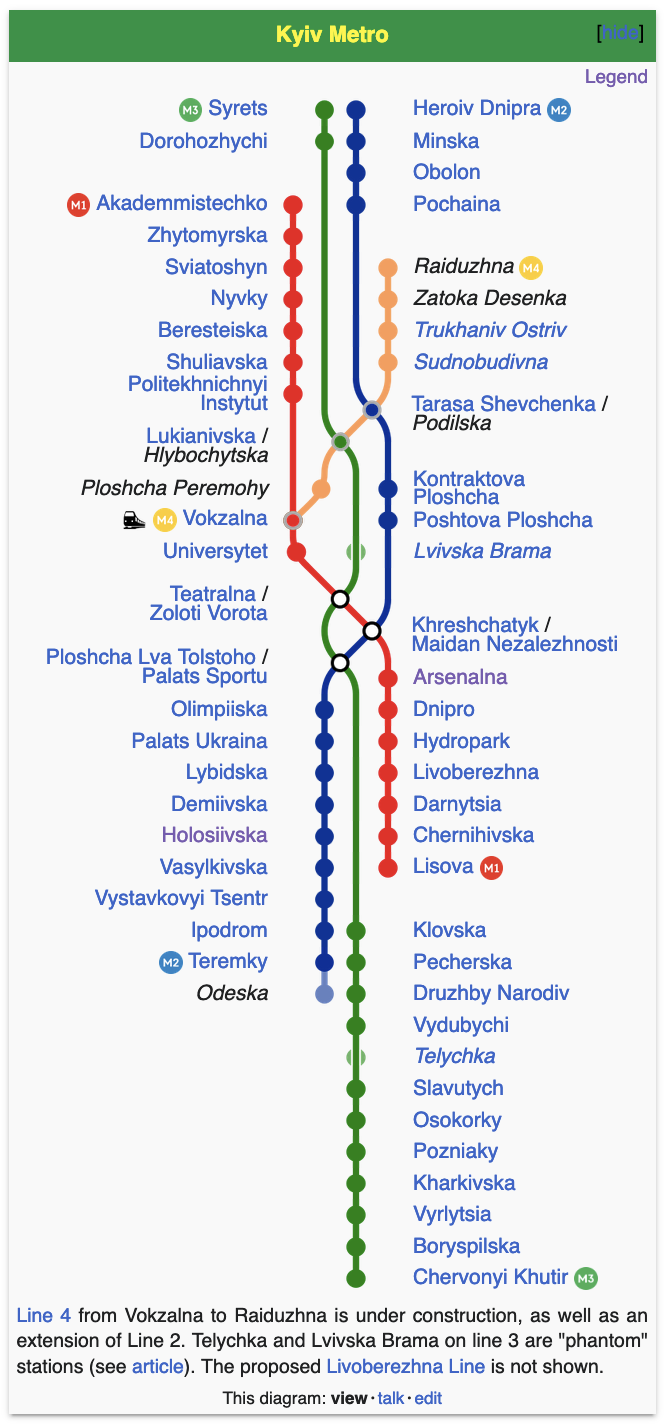 Kyiv Metro
[hide]
Legend
M3 Syrets
Heroiv Dnipra M2
Dorohozhychi
Minska
Obolon
M1 Akademmistechko
Pochaina
Zhytomyrska
Sviatoshyn
Raiduzhna M4
Nyvky
Zatoka Desenka
Beresteiska
Trukhaniv Ostriv
Shuliavska
Sudnobudivna
Politekhnichnyi
Instytut
Tarasa Shevchenka /
Podilska
Lukianivska /
Hlybochytska
Ploshcha Peremohy
Kontraktova
Ploshcha
M4 Vokzalna
Poshtova Ploshcha
Universytet
Lvivska Brama
Teatralna /
Zoloti Vorota
Khreshchatyk /
Maidan Nezalezhnosti
Ploshcha Lva Tolstoho /
Palats Sportu
Arsenalna
Olimpiiska
Dnipro
Palats Ukraina
Hydropark
Lybidska
Livoberezhna
Demiivska
Darnytsia
Holosiivska
Chernihivska
Vasylkivska
Lisova M1
Vystavkovyi Tsentr
Ipodrom
Klovska
M2 Teremky
Pecherska
Odeska
Druzhby Narodiv
Vydubychi
Telychka
Slavutych
Osokorky
Pozniaky
Kharkivska
Vyrlytsia
Boryspilska
Chervonyi Khutir M3
Line 4 from Vokzalna to Raiduzhna is under construction, as well as an
extension of Line 2. Telychka and Lvivska Brama on line 3 are "phantom"
stations (see article). The proposed Livoberezhna Line is not shown.
This diagram: view · talk · edit